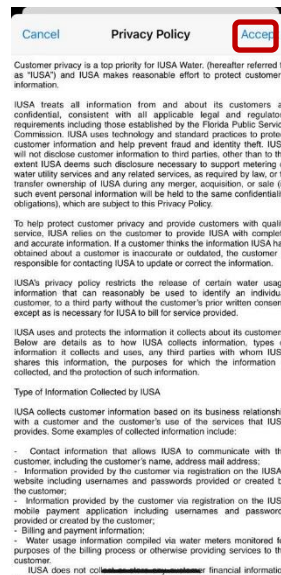 Cancel Privacy Policy Accep
Customer privacy is a top priority for IUSA Water. (hereafter referred t
as "IUSA") and IUSA makes reasonable effort to protect customer
information.
IUSA treats all information from and about its customers a
confidential, consistent with all applicable legal and regulator
requirements including those established by the Florida Public Servic
Commission. IUSA uses technology and standard practices to protec
customer information and help prevent fraud and identity theft. IUS
will not disclose customer information to third parties, other than to th
extent IUSA deems such disclosure necessary to support metering o
water utility services and any related services, as required by law, or t
transfer ownership of IUSA during any merger, acquisition, or sale (i
such event personal information will be held to the same confidentiali
obligations), which are subject to this Privacy Policy.
To help protect customer privacy and provide customers with quali
service, IUSA relies on the customer to provide IUSA with complet
and accurate information. If a customer thinks the information IUSA ha
obtained about a customer is inaccurate or outdated, the customer
responsible for contacting IUSA to update or correct the information.
IUSA's privacy policy restricts the release of certain water usag
information that can reasonably be used to identify an individu
customer, to a third party without the customer's prior written consen
except as is necessary for IUSA to bill for service provided.
IUSA uses and protects the information it collects about its customer
Below are details as to how IUSA collects information, types
information it collects and uses, any third parties with whom IUS
shares this information, the purposes for which the information
collected, and the protection of such information.
Type of Information Collected by IUSA
IUSA collects customer information based on its business relationshi
with a customer and the customer's use of the services that IUS
provides. Some examples of collected information include:
- Contact information that allows IUSA to communicate with th
customer, including the customer's name, address mail address;
- Information provided by the customer via registration on the IUSA
website including usernames and passwords provided or created b
the customer;
- Information provided by the customer via registration on the IUS
mobile payment application including usernames and password
provided or created by the customer;
- Billing and payment information;
- Water usage information compiled via water meters monitored fo
purposes of the billing process or otherwise providing services to th
customer.
IUSA does not collect or store any customer financial informatio